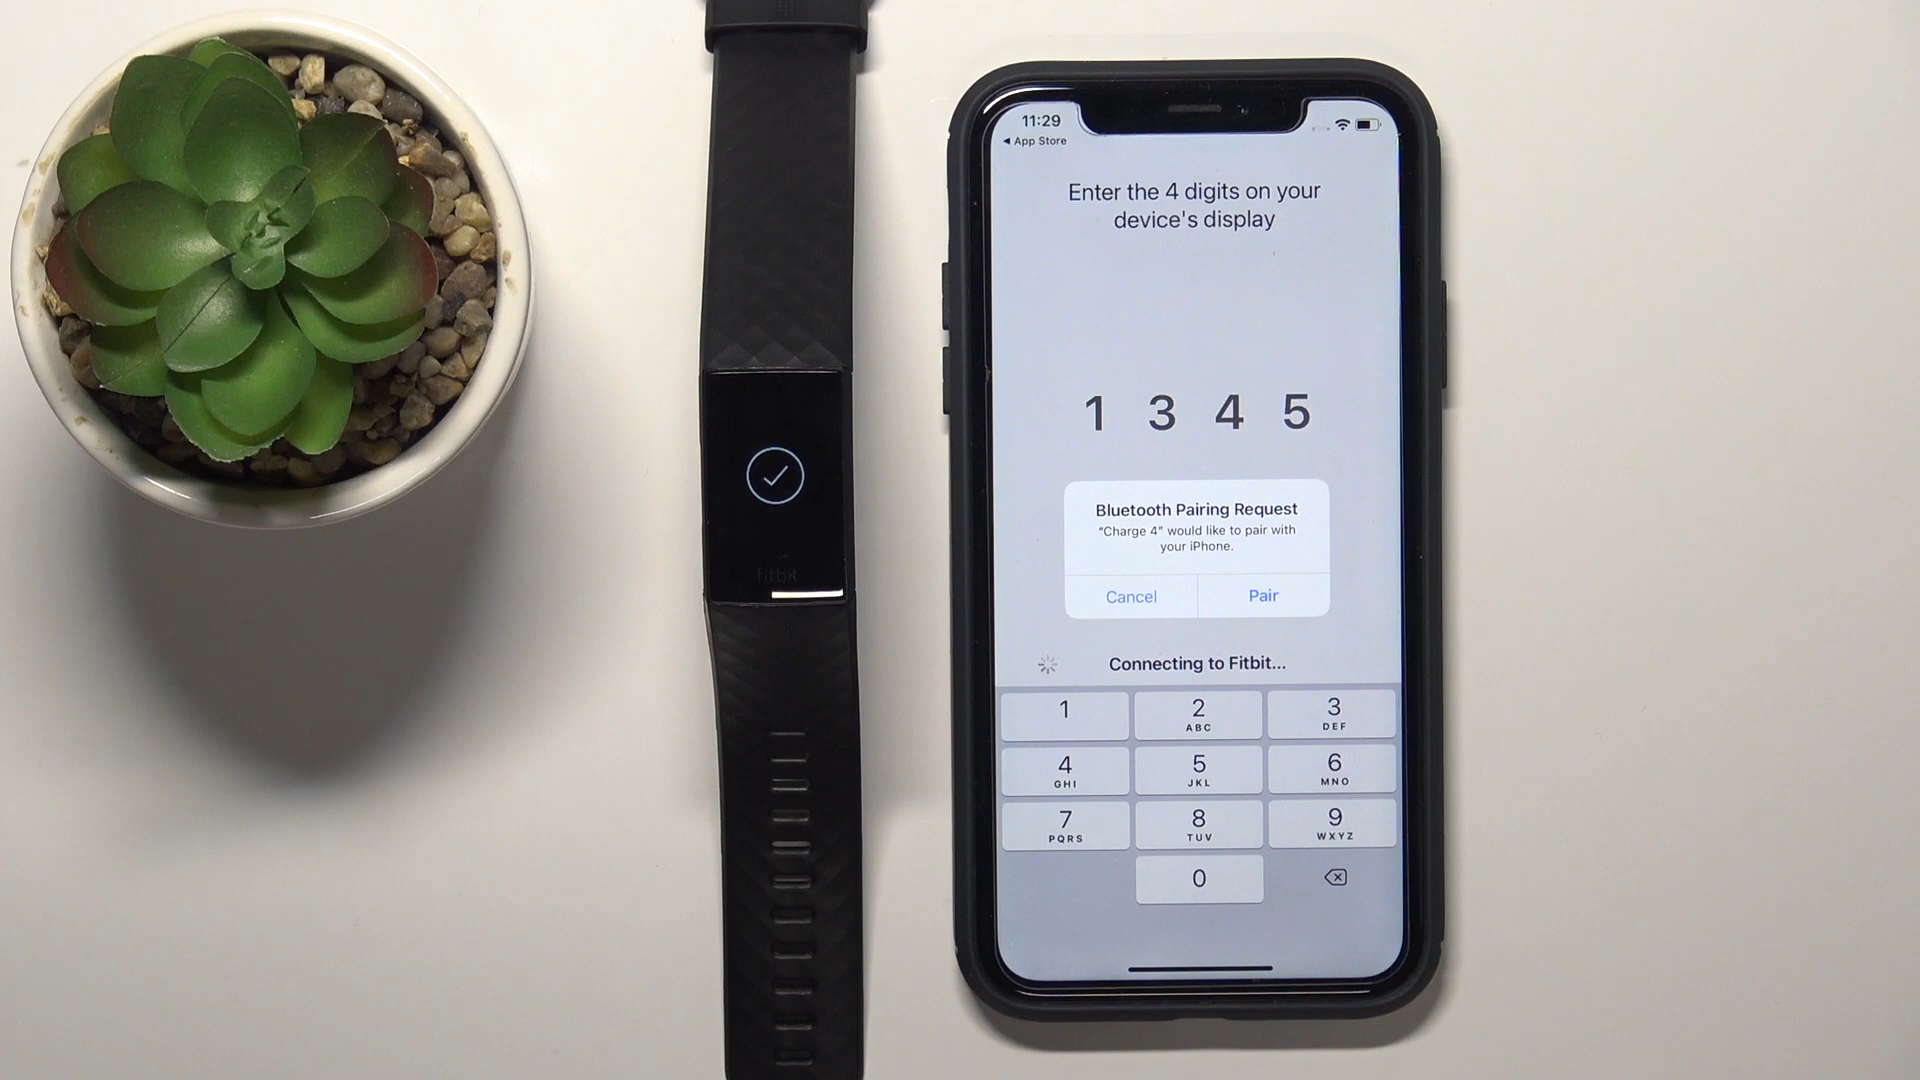 fitbit
11:29
◀ App Store
Enter the 4 digits on your
device's display
1 3 4 5
Bluetooth Pairing Request
“Charge 4” would like to pair with
your iPhone.
Cancel Pair
Connecting to Fitbit...
1 2 3
ABC DEF
4 5 6
GHI JKL MNO
7 8 9
PQRS TUV WXYZ
0